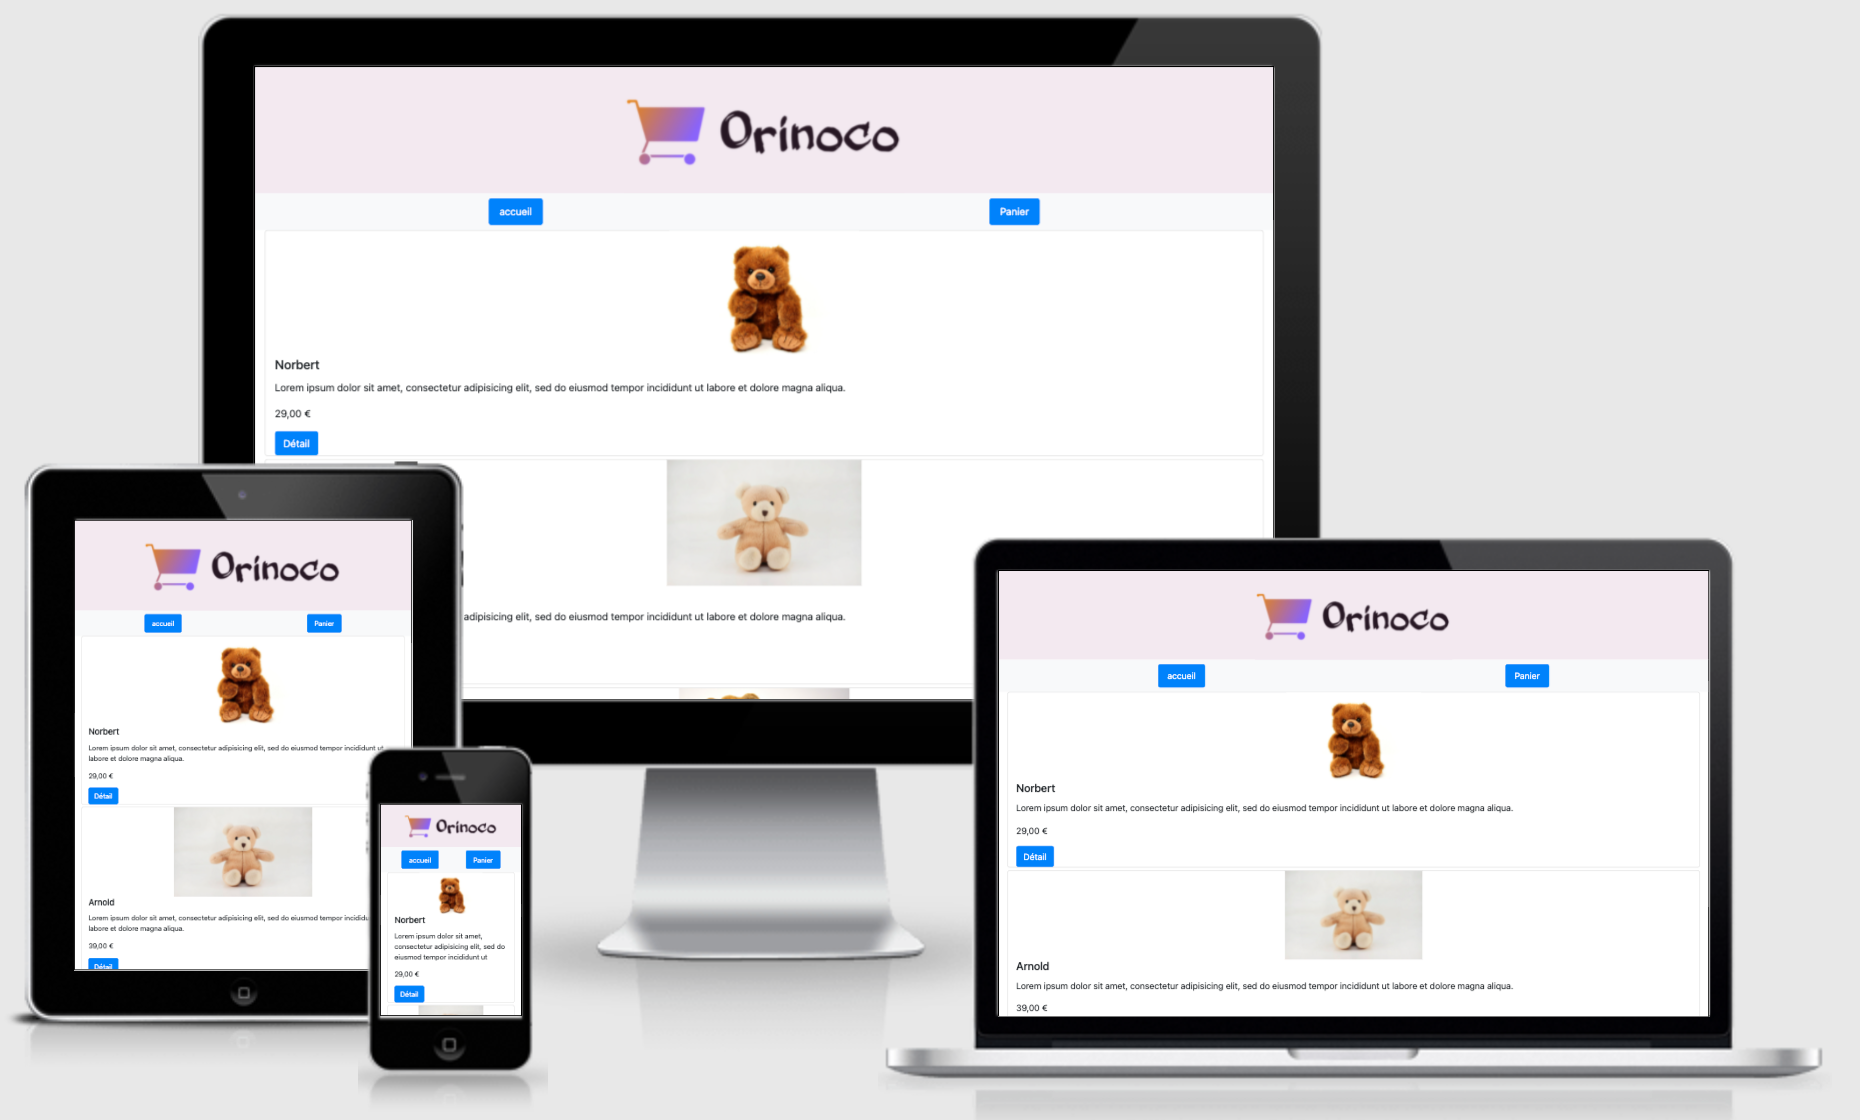 Orinoco
accueil
Panier
Norbert
Lorem ipsum dolor sit amet, consectetur adipisicing elit, sed do eiusmod tempor incididunt ut labore et dolore magna aliqua.
29,00 €
Détail
adipisicing elit, sed do eiusmod tempor incididunt ut labore et dolore magna aliqua.
Orinoco
accueil
Panier
Norbert
Lorem ipsum dolor sit amet, consectetur adipisicing elit, sed do eiusmod tempor incididunt ut
labore et dolore magna aliqua.
29,00 €
Détail
Arnold
Lorem ipsum dolor sit amet, consectetur adipisicing elit, sed do eiusmod tempor
labore et dolore magna aliqua.
39,00 €
Détail
Orinoco
accueil
Panier
Norbert
Lorem ipsum dolor sit amet,
consectetur adipisicing elit, sed do
eiusmod tempor incididunt ut
29,00 €
Détail
Orinoco
accueil
Panier
Norbert
Lorem ipsum dolor sit amet, consectetur adipisicing elit, sed do eiusmod tempor incididunt ut labore et dolore magna aliqua.
29,00 €
Détail
Arnold
Lorem ipsum dolor sit amet, consectetur adipisicing elit, sed do eiusmod tempor incididunt ut labore et dolore magna aliqua.
39,00 €